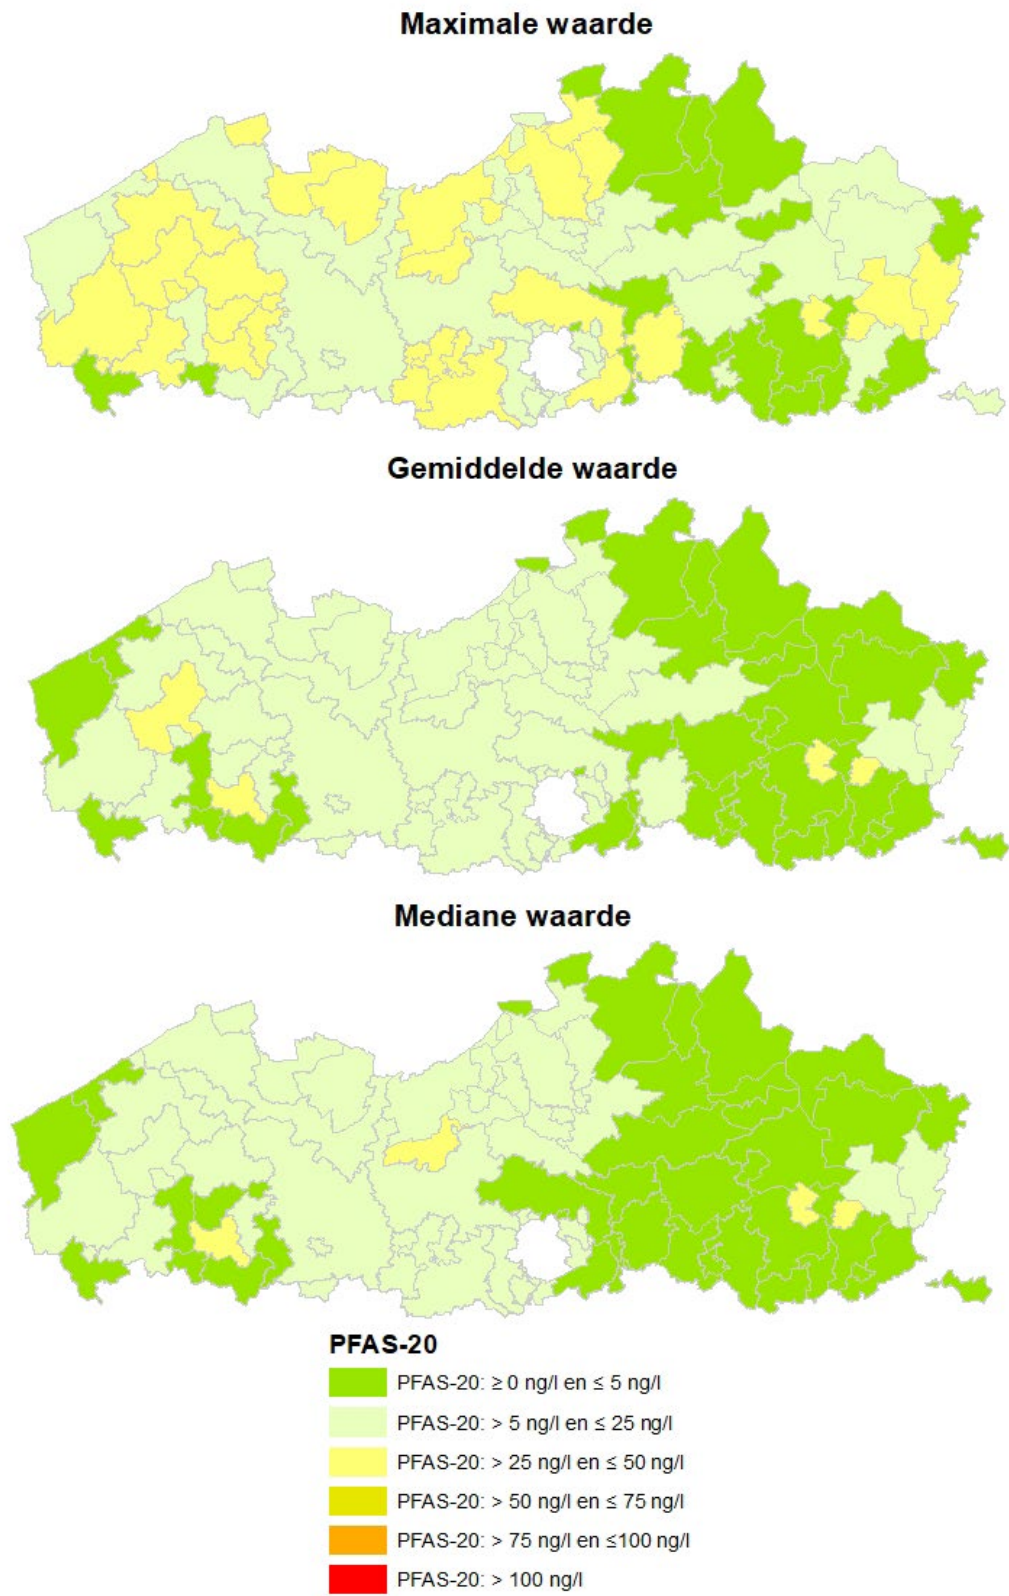 Maximale waarde
Gemiddelde waarde
Mediane waarde
PFAS-20
PFAS-20: ≥ 0 ng/l en ≤ 5 ng/l
PFAS-20: > 5 ng/l en ≤ 25 ng/l
PFAS-20: > 25 ng/l en ≤ 50 ng/l
PFAS-20: > 50 ng/l en ≤ 75 ng/l
PFAS-20: > 75 ng/l en ≤100 ng/l
PFAS-20: > 100 ng/l